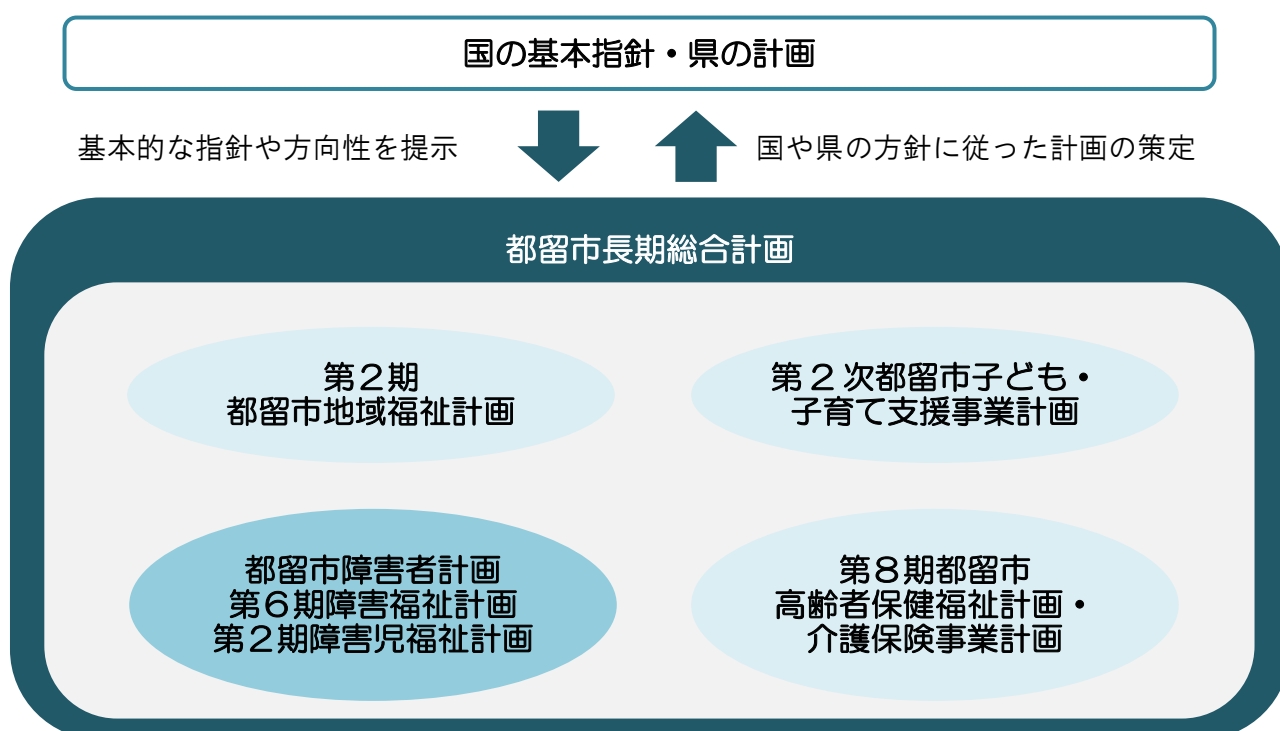 国の基本指針・県の計画
基本的な指針や方向性を提示
国や県の方針に従った計画の策定
都留市長期総合計画
第２期
都留市地域福祉計画
第２次都留市子ども・
子育て支援事業計画
都留市障害者計画
第６期障害福祉計画
第２期障害児福祉計画
第８期都留市
高齢者保健福祉計画・
介護保険事業計画